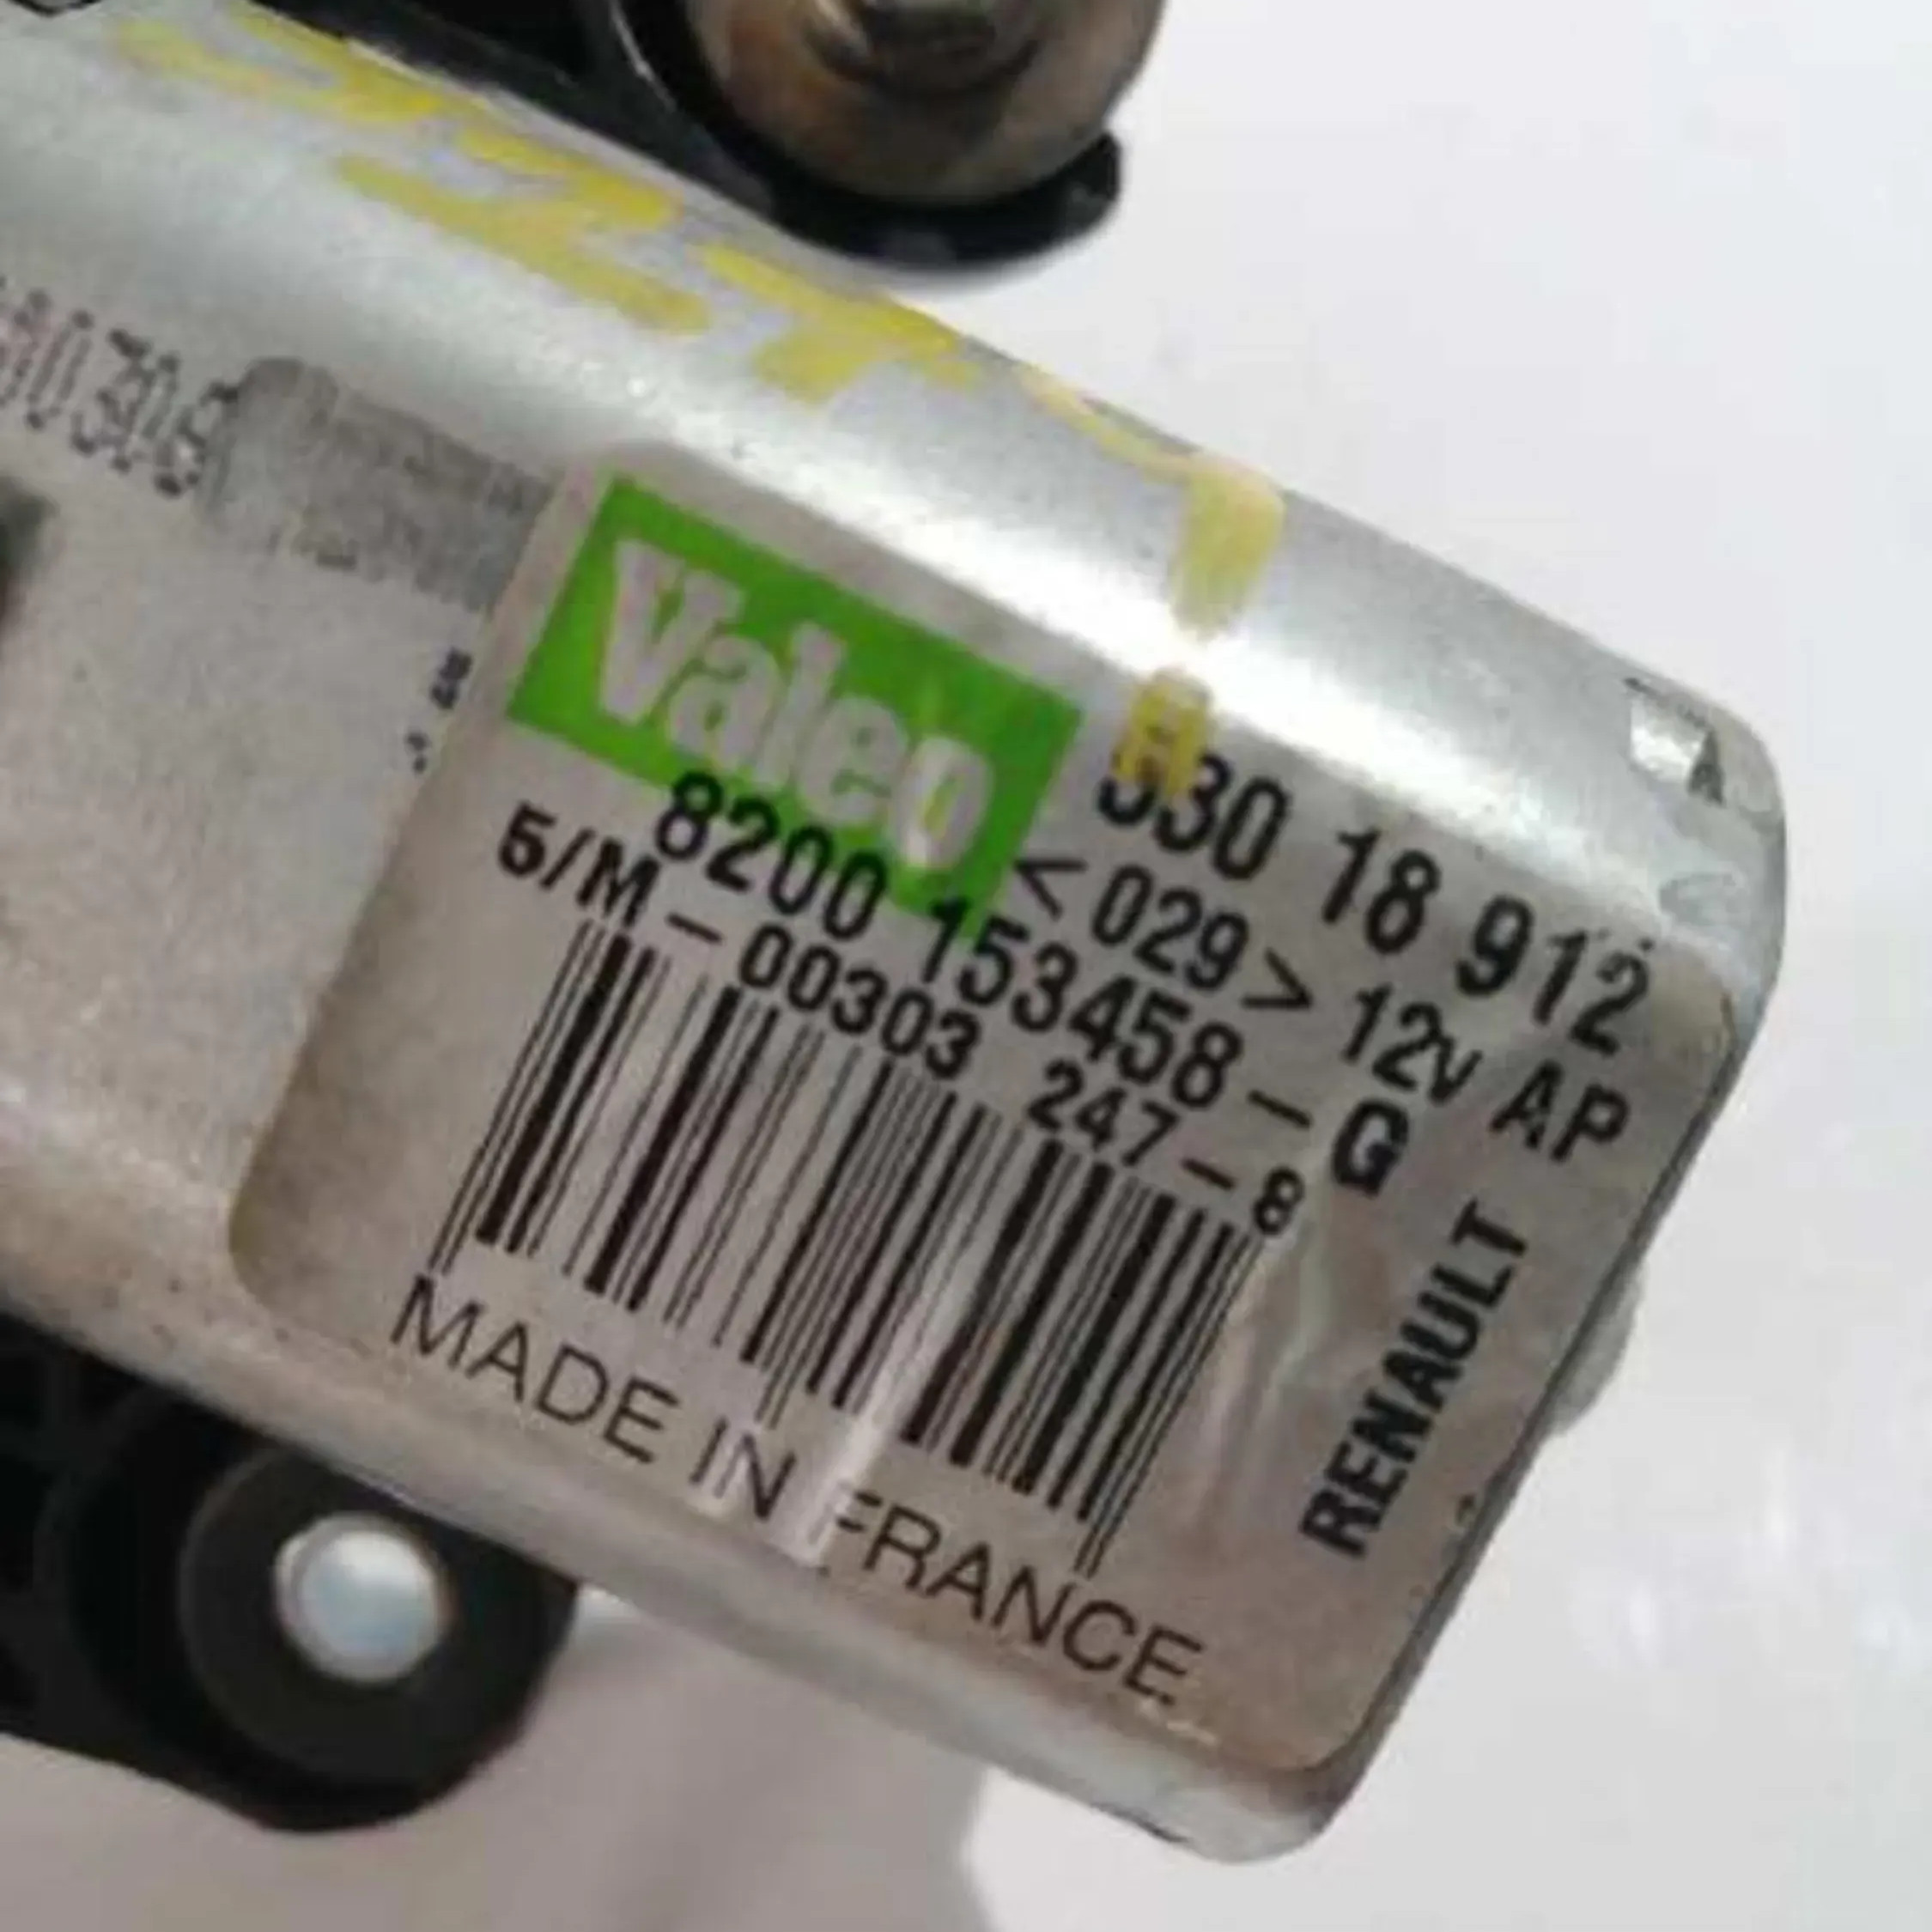 Valeo
530 18 912
<029> 12v AP
8200 153458-Q
5/M-00303 247-8
RENAULT
MADE IN FRANCE